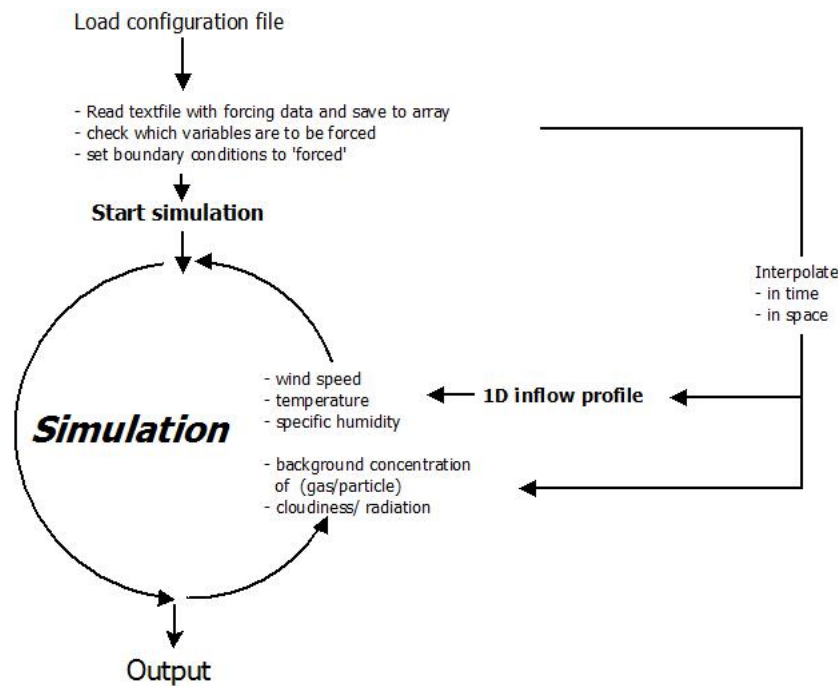 Load configuration file
- Read textfile with forcing data and save to array
- check which variables are to be forced
- set boundary conditions to 'forced'
Start simulation
Interpolate
- in time
- in space
- wind speed
- temperature
- specific humidity
1D inflow profile
Simulation
- background concentration
of (gas/particle)
- cloudiness/ radiation
Output